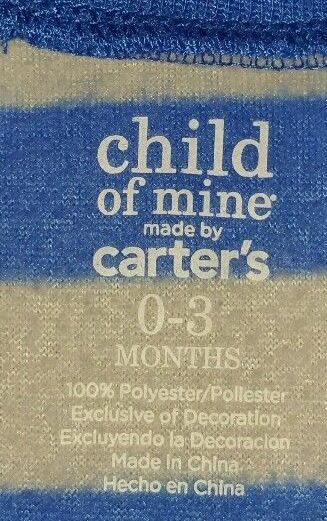 child
of mine
made by
carter's
0-3
MONTHS
100% Polyester/Poliester
Exclusive of Decoration
Excluyendo la Decoracion
Made in China
Hecho en China